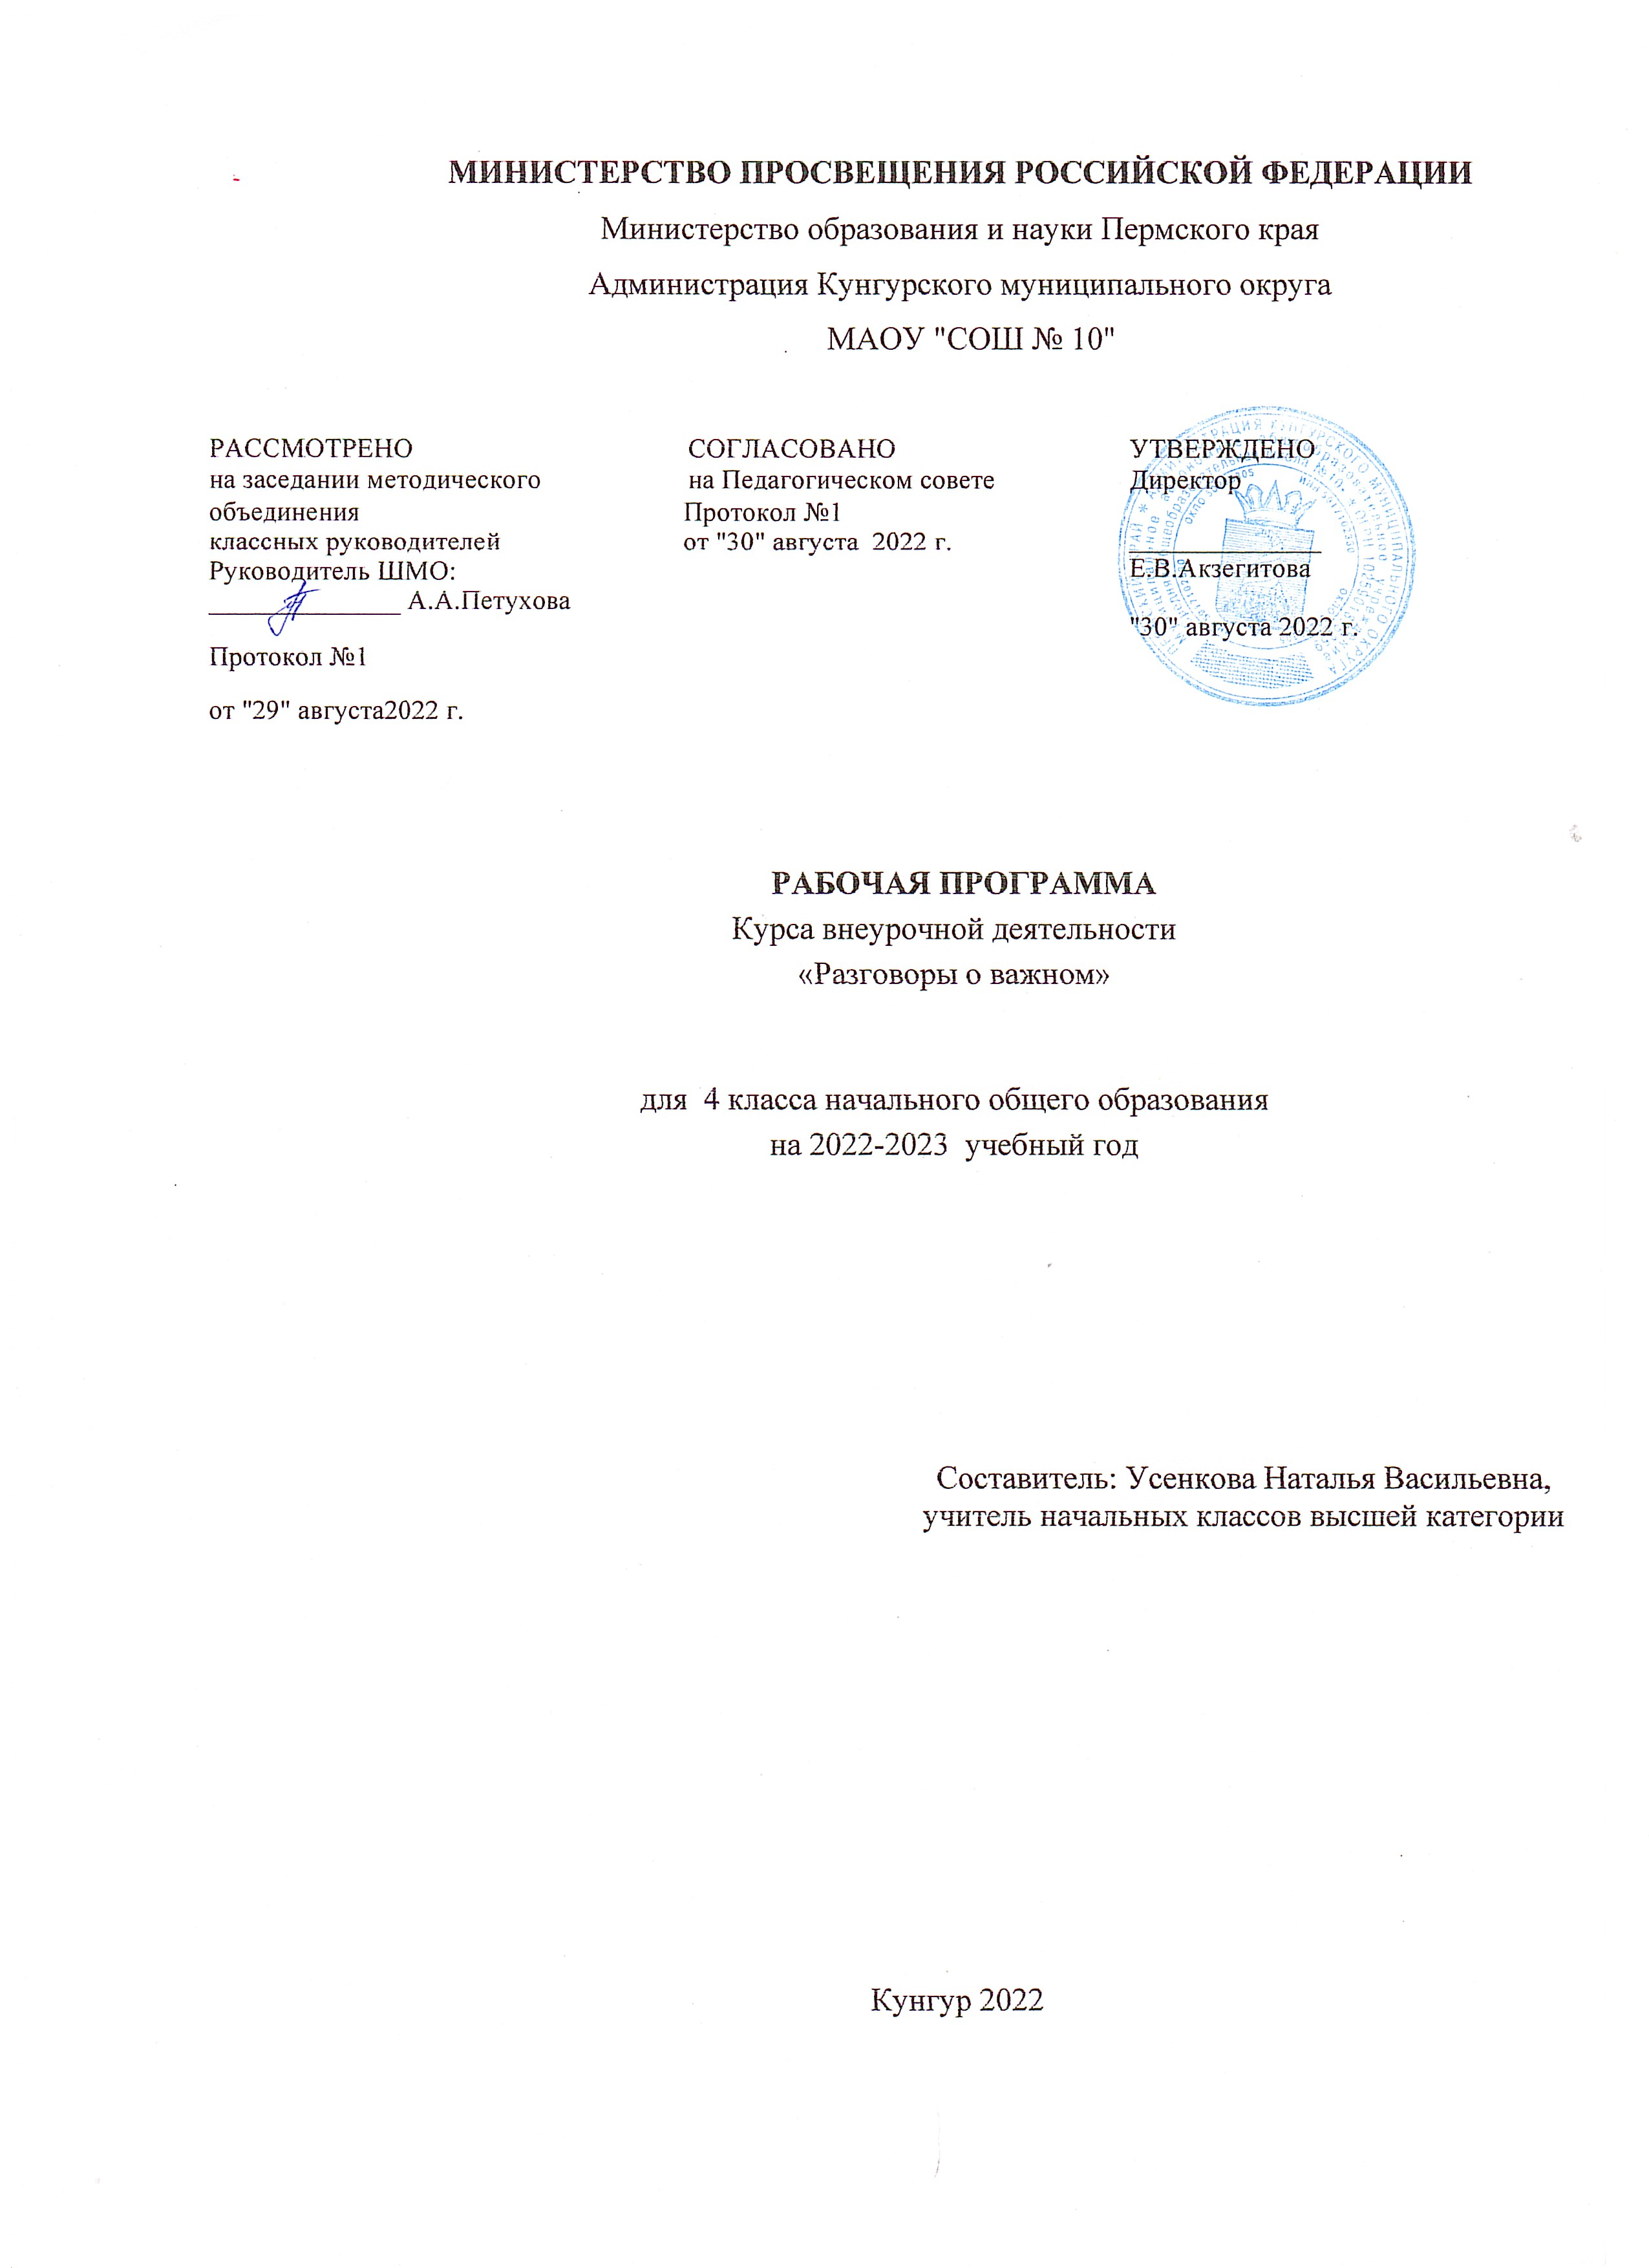 МИНИСТЕРСТВО ПРОСВЕЩЕНИЯ РОССИЙСКОЙ ФЕДЕРАЦИИ
Министерство образования и науки Пермского края
Администрация Кунгурского муниципального округа
МАОУ "СОШ № 10"
РАССМОТРЕНО
на заседании методического
объединения
классных руководителей
Руководитель ШМО:
А.А.Петухова
Протокол №1
от "29" августа2022 г.
СОГЛАСОВАНО
на Педагогическом совете
Протокол №1
от "30" августа 2022 г.
УТВЕРЖДЕНО
Директор
Е.В.Акзегитова
"30" августа 2022 г.
РАБОЧАЯ ПРОГРАММА
Курса внеурочной деятельности
«Разговоры о важном»
для 4 класса начального общего образования
на 2022-2023 учебный год
Составитель: Усенкова Наталья Васильевна,
учитель начальных классов высшей категории
Кунгур 2022